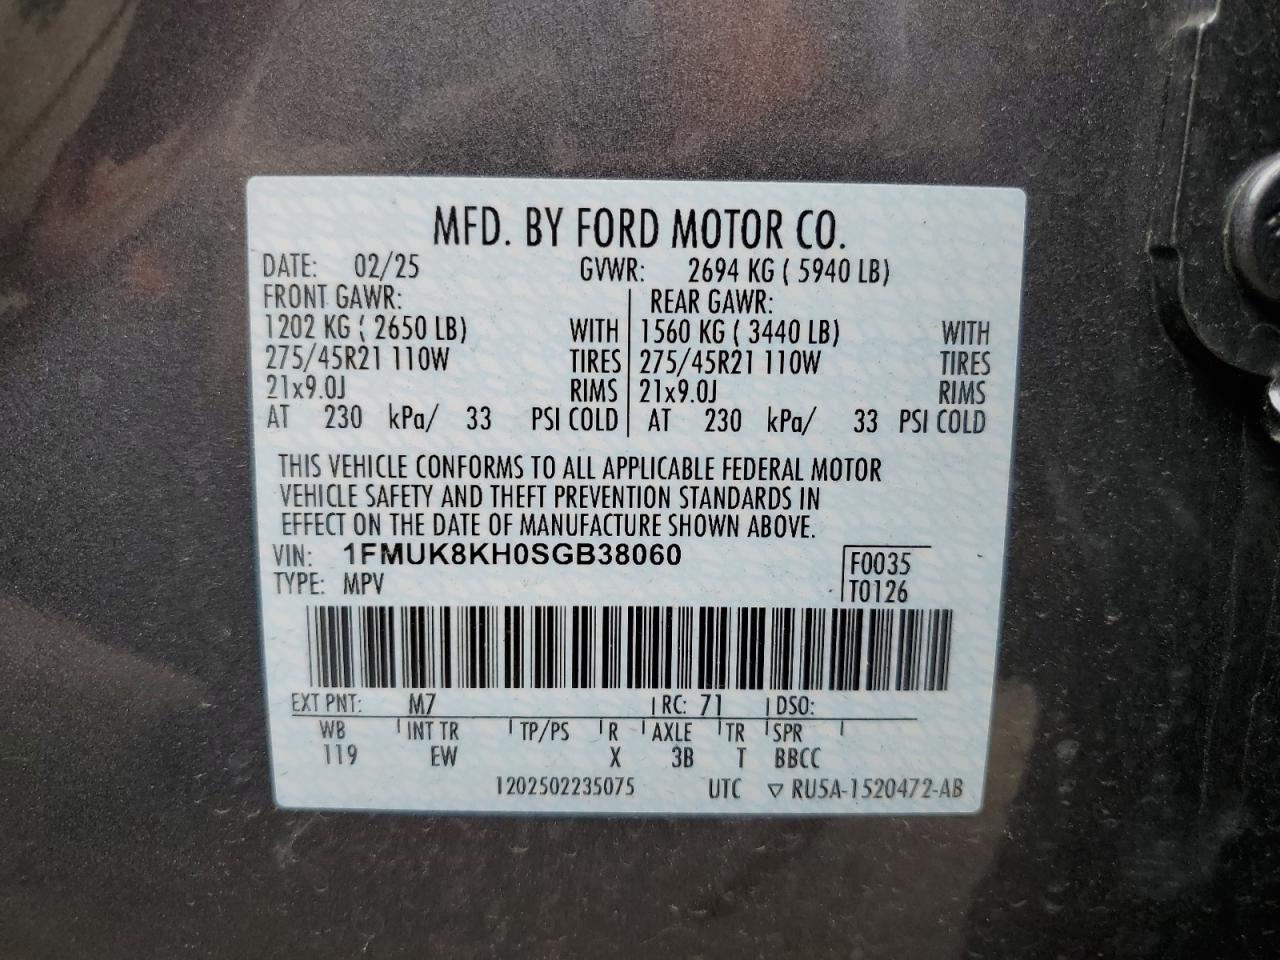 MFD. BY FORD MOTOR CO.
DATE: 02/25 GVWR: 2694 KG ( 5940 LB)
FRONT GAWR: REAR GAWR:
1202 KG ( 2650 LB) WITH 1560 KG ( 3440 LB) WITH
275/45R21 110W TIRES 275/45R21 110W TIRES
21x9.0J RIMS 21x9.0J RIMS
AT 230 kPa/ 33 PSI COLD AT 230 kPa/ 33 PSI COLD
THIS VEHICLE CONFORMS TO ALL APPLICABLE FEDERAL MOTOR
VEHICLE SAFETY AND THEFT PREVENTION STANDARDS IN
EFFECT ON THE DATE OF MANUFACTURE SHOWN ABOVE.
VIN: 1FMUK8KH0SGB38060 F0035
TYPE: MPV T0126
EXT PNT: M7 RC: 71 DSO:
WB INT TR TP/PS R AXLE TR SPR
119 EW X 3B T BBCC
1202502235075 UTC ▽ RU5A-1520472-AB